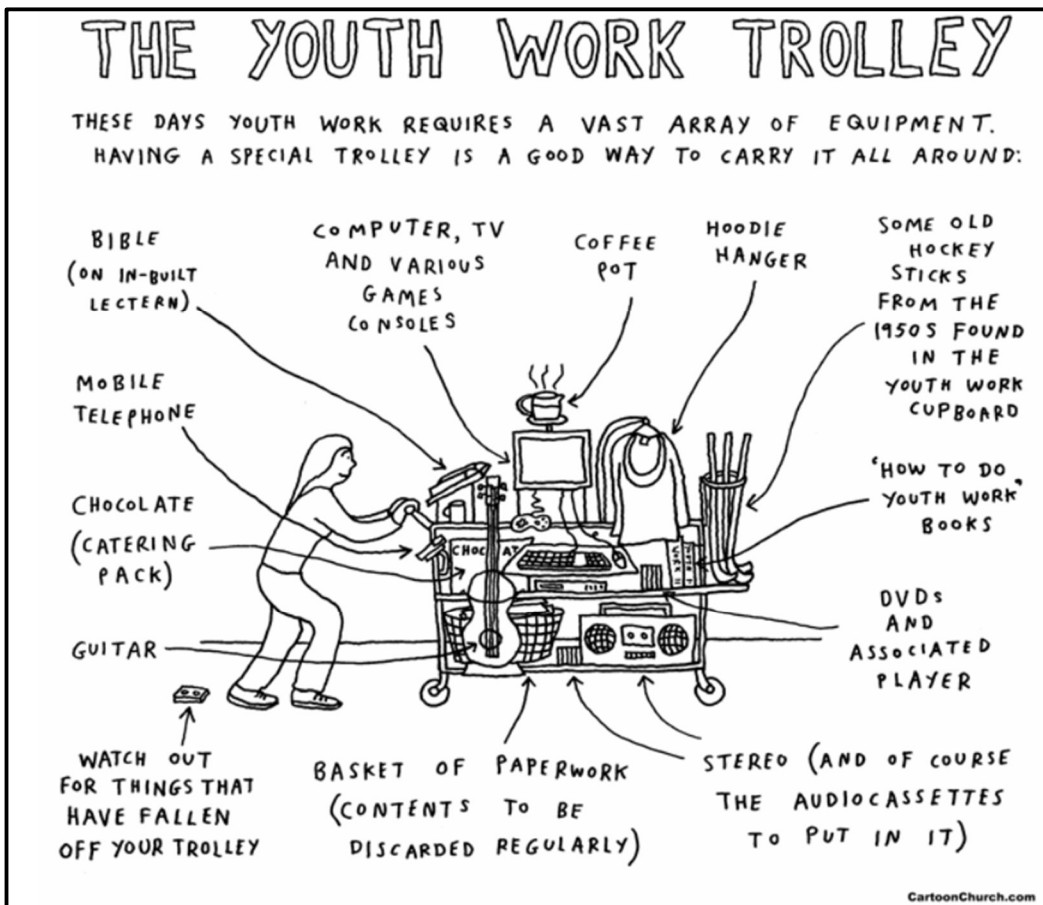 THE YOUTH WORK TROLLEY
THESE DAYS YOUTH WORK REQUIRES A VAST ARRAY OF EQUIPMENT.
HAVING A SPECIAL TROLLEY IS A GOOD WAY TO CARRY IT ALL AROUND:
BIBLE
(ON IN-BUILT
LECTERN)
COMPUTER, TV
AND VARIOUS
GAMES
CONSOLES
COFFEE
POT
HOODIE
HANGER
SOME OLD
HOCKEY
STICKS
FROM THE
1950S FOUND
IN THE
YOUTH WORK
CUPBOARD
MOBILE
TELEPHONE
CHOCOLATE
(CATERING
PACK)
GUITAR
'HOW TO DO
YOUTH WORK'
BOOKS
DVDS
AND
ASSOCIATED
PLAYER
WATCH OUT
FOR THINGS THAT
HAVE FALLEN
OFF YOUR TROLLEY
BASKET OF PAPERWORK
(CONTENTS TO BE
DISCARDED REGULARLY)
STEREO (AND OF COURSE
THE AUDIOCASSETTES
TO PUT IN IT)
CartoonChurch.com